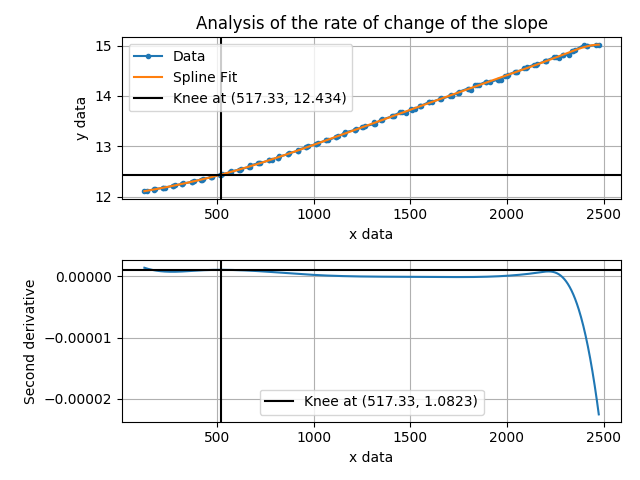 Analysis of the rate of change of the slope
15
14
13
12
y data
Data
Spline Fit
Knee at (517.33, 12.434)
500 1000 1500 2000 2500
x data
0.00000
−0.00001
−0.00002
Second derivative
Knee at (517.33, 1.0823)
500 1000 1500 2000 2500
x data